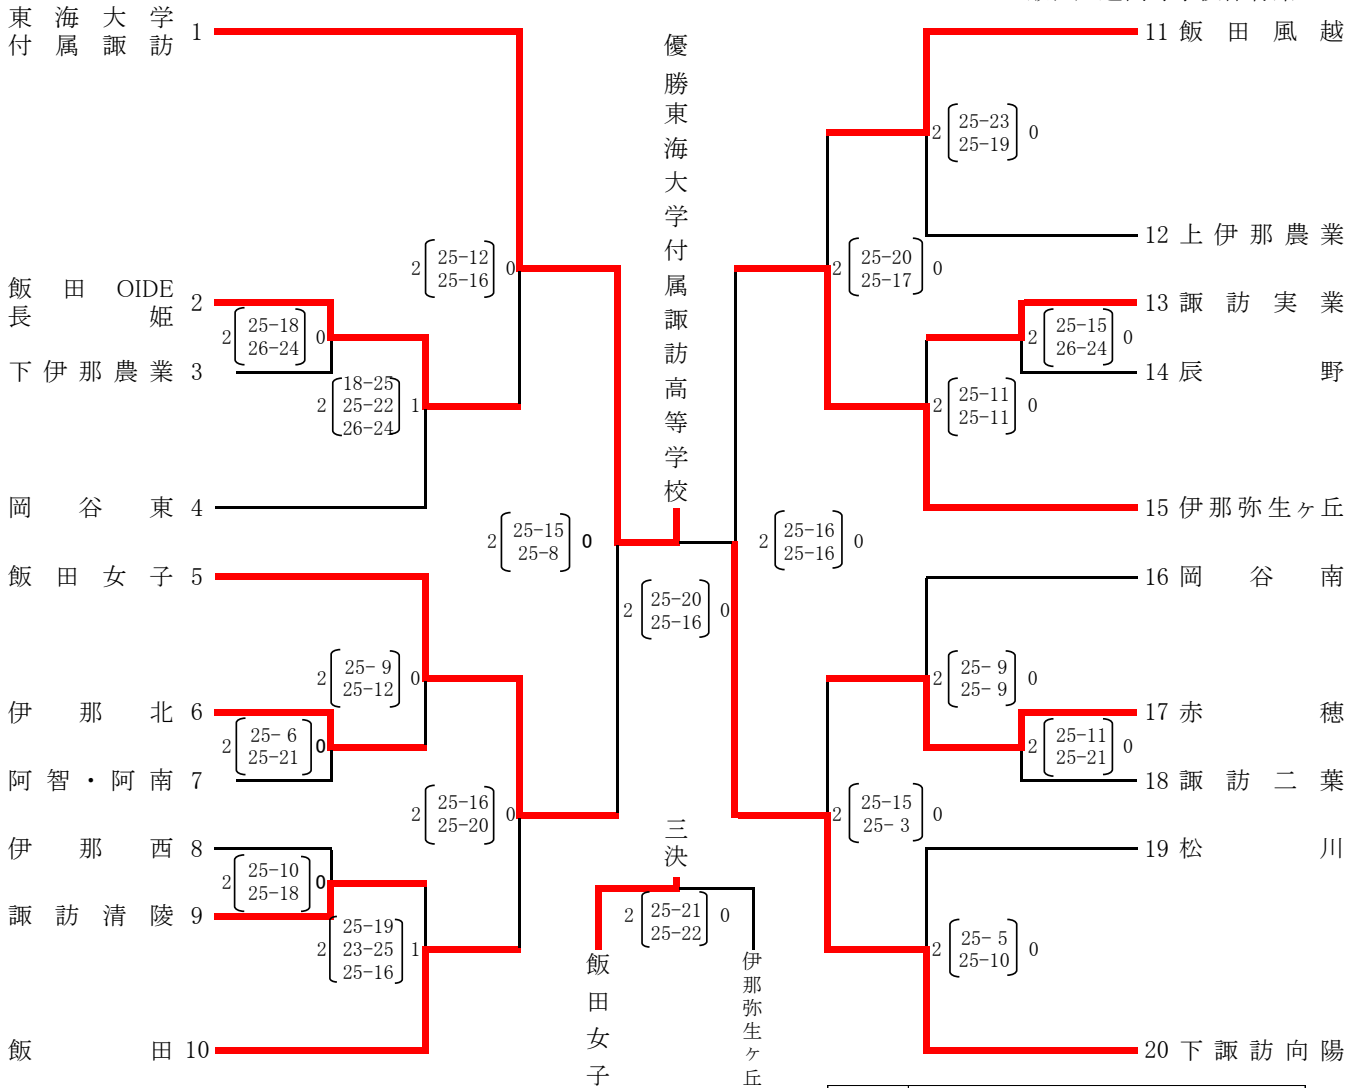 東海大学
付属諏訪 1
飯田 OIDE
長姫 2
下伊那農業 3
岡谷東 4
飯田女子 5
伊那北 6
阿智・阿南 7
伊那西 8
諏訪清陵 9
飯田 10
2 25-18 0
26-24
18-25
2 25-22 1
26-24
2 25-12 0
25-16
2 25-9 0
25-12
2 25-6 0
25-21
2 25-10 0
25-18
25-19
2 23-25 1
25-16
2 25-16 0
25-20
2 25-15 0
25-8
優勝東海大学付属諏訪高等学校
2 25-20 0
25-16
三決
2 25-21 0
25-22
飯田女子
伊那弥生ヶ丘
2 25-16 0
25-16
2 25-23 0
25-19
2 25-20 0
25-17
2 25-15 0
26-24
2 25-11 0
25-11
2 25-9 0
25-9
2 25-11 0
25-21
2 25-15 0
25-3
2 25-5 0
25-10
11 飯田風越
12 上伊那農業
13 諏訪実業
14 辰野
15 伊那弥生ヶ丘
16 岡谷南
17 赤穂
18 諏訪二葉
19 松川
20 下諏訪向陽